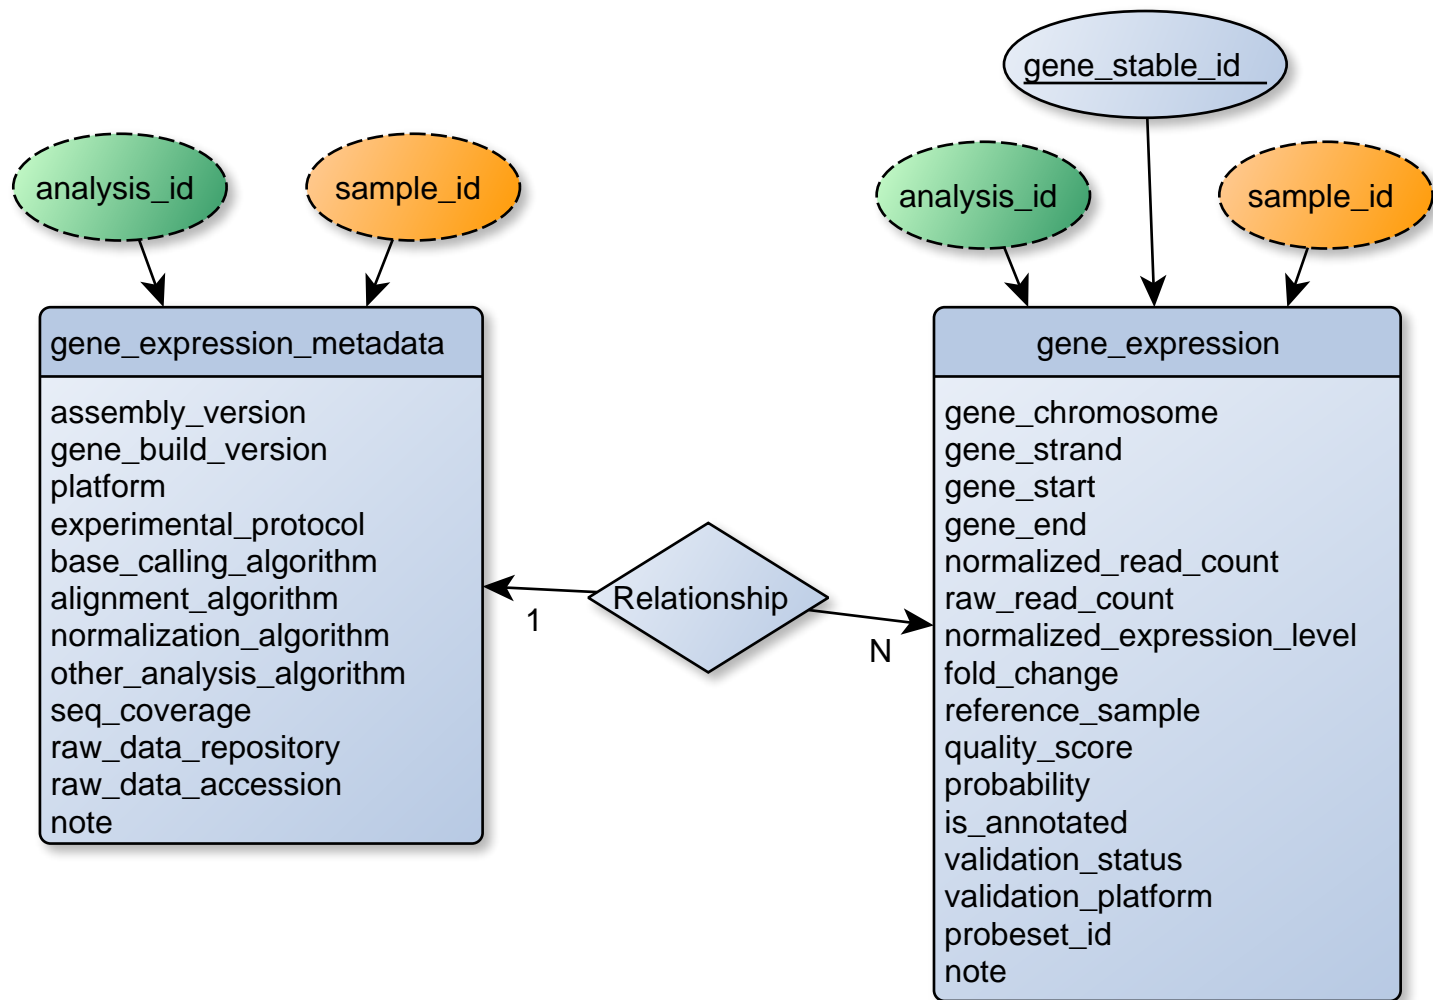 gene_stable_id
analysis_id
sample_id
analysis_id
sample_id
gene_expression_metadata
assembly_version
gene_build_version
platform
experimental_protocol
base_calling_algorithm
alignment_algorithm
normalization_algorithm
other_analysis_algorithm
seq_coverage
raw_data_repository
raw_data_accession
note
Relationship
1
N
gene_expression
gene_chromosome
gene_strand
gene_start
gene_end
normalized_read_count
raw_read_count
normalized_expression_level
fold_change
reference_sample
quality_score
probability
is_annotated
validation_status
validation_platform
probeset_id
note